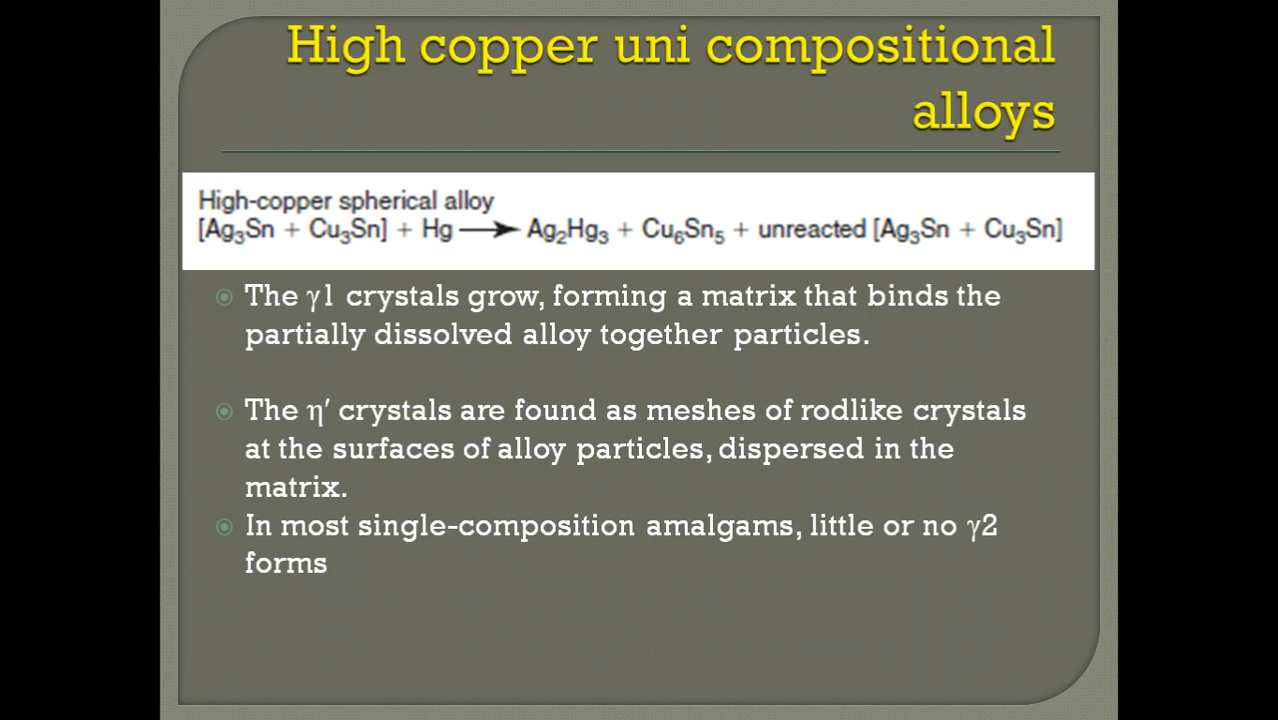 High copper uni compositional
alloys
High-copper spherical alloy
[Ag₃Sn + Cu₃Sn] + Hg ⟶ Ag₂Hg₃ + Cu₆Sn₅ + unreacted [Ag₃Sn + Cu₃Sn]
The γ1 crystals grow, forming a matrix that binds the
partially dissolved alloy together particles.
The η′ crystals are found as meshes of rodlike crystals
at the surfaces of alloy particles, dispersed in the
matrix.
In most single-composition amalgams, little or no γ2
forms